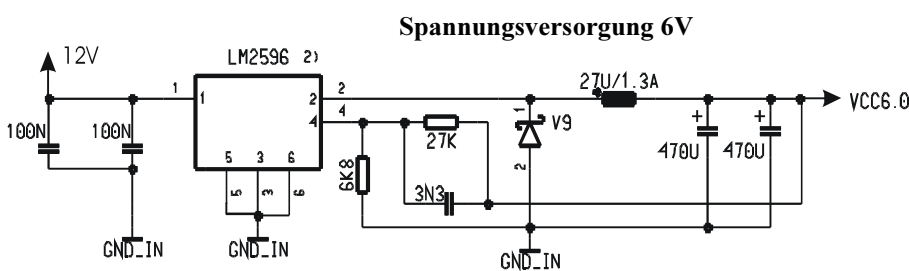 Spannungsversorgung 6V
12V
LM2596 2)
1
1
2
2
4
4
100N
100N
5 3 6
5
3
6
6K8
27K
3N3
1
V9
2
27U/1.3A
+
470U
+
470U
VCC6.0
GND_IN
GND_IN
GND_IN